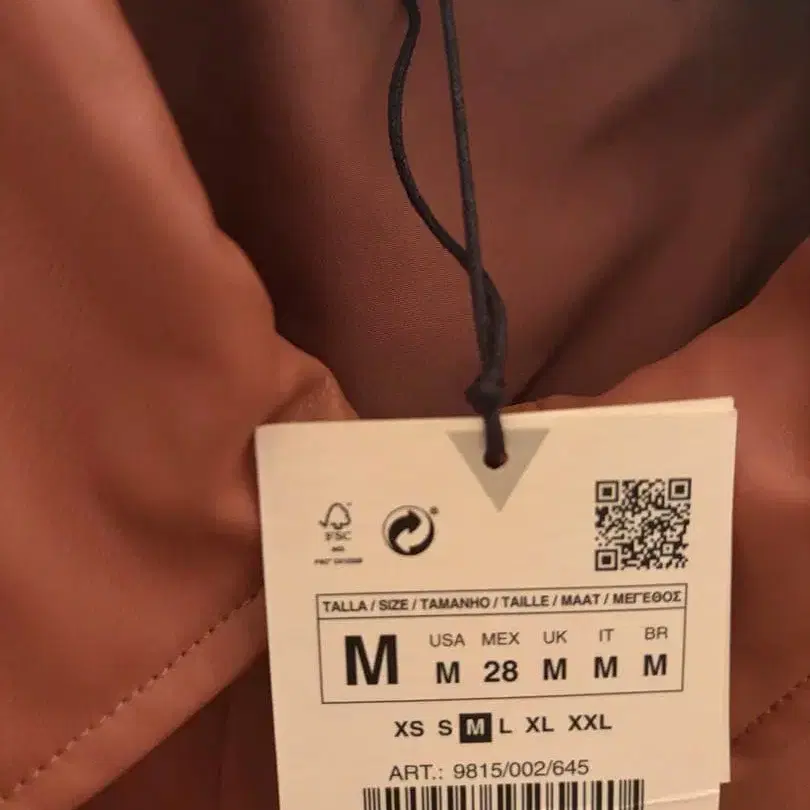 FSC
TALLA / SIZE / TAMANHO / TAILLE / MAAT / ΜΕΓΕΘΟΣ
USA MEX UK IT BR
M M 28 M M M
XS S M L XL XXL
ART.: 9815/002/645